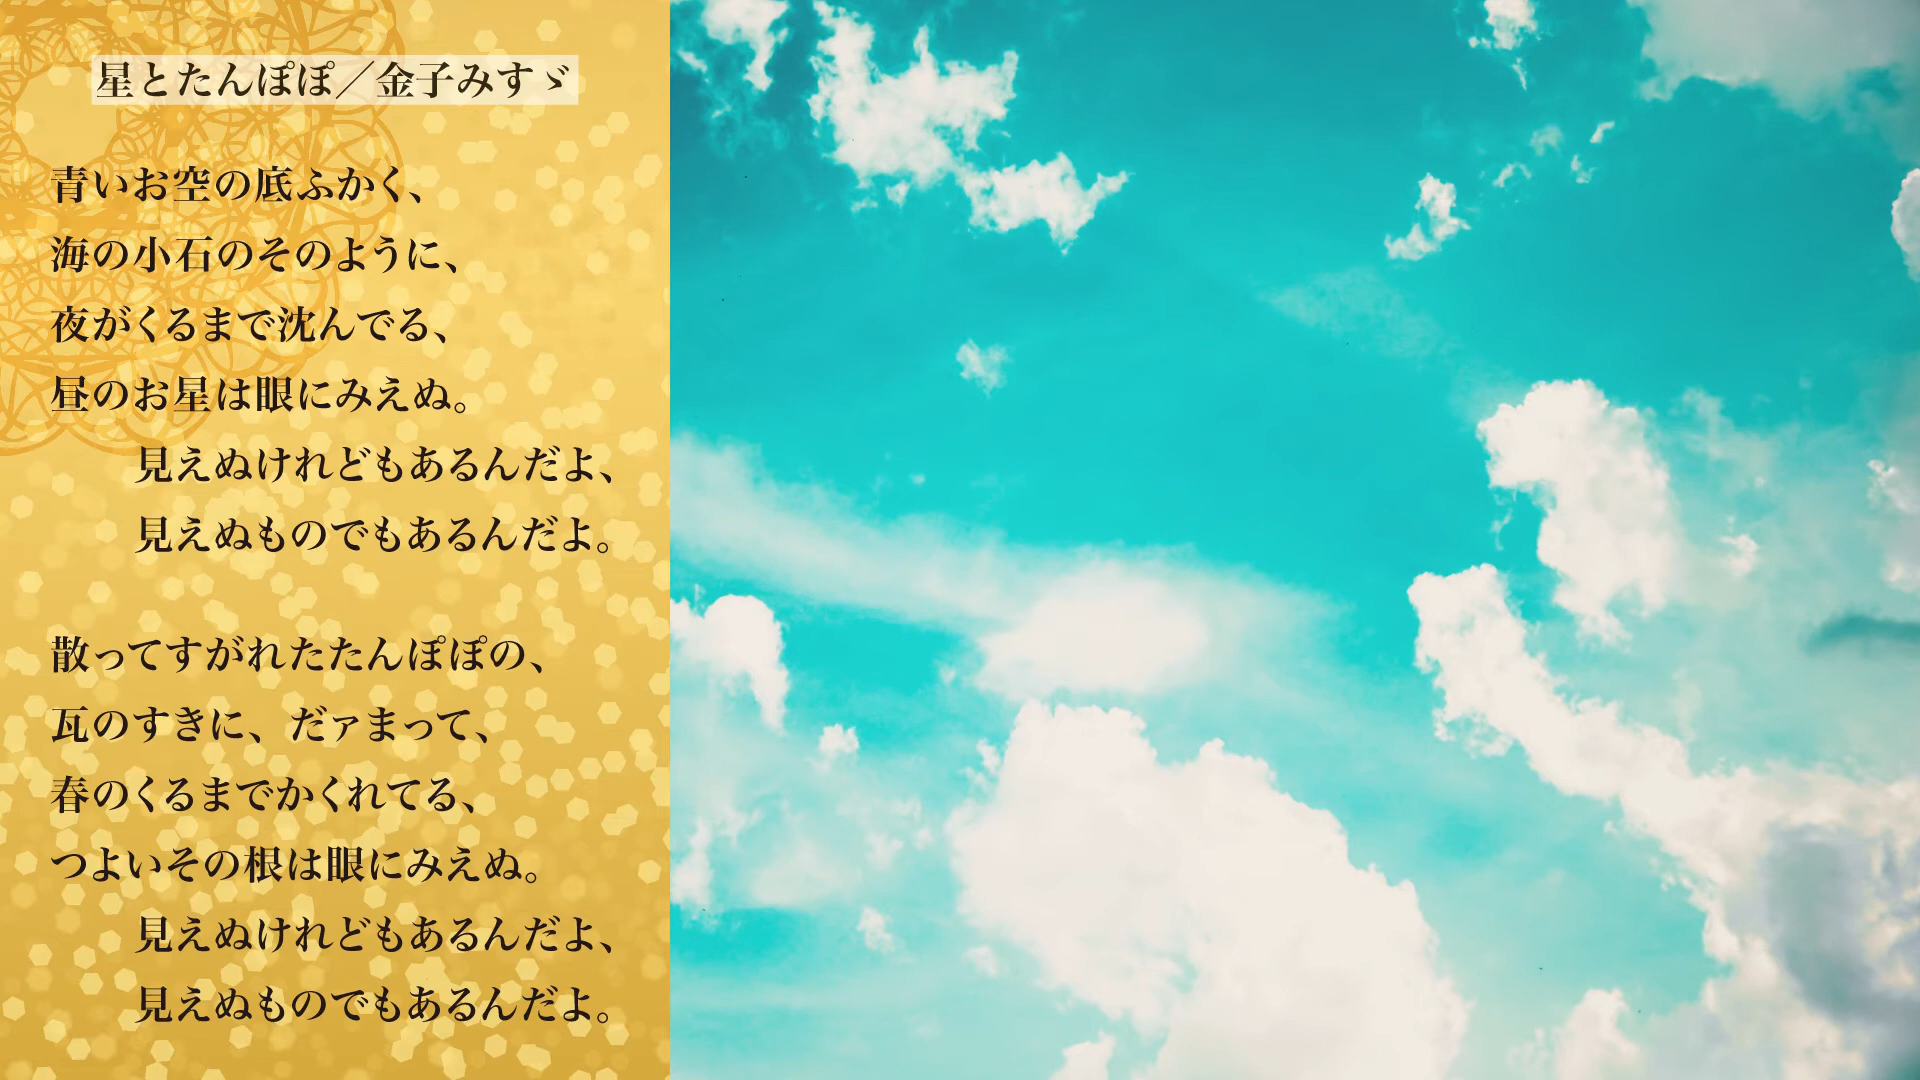 星とたんぽぽ／金子みすゞ
青いお空の底ふかく、
海の小石のそのように、
夜がくるまで沈んでる、
昼のお星は眼にみえぬ。
見えぬけれどもあるんだよ、
見えぬものでもあるんだよ。
散ってすがれたたんぽぽの、
瓦のすきに、だァまって、
春のくるまでかくれてる、
つよいその根は眼にみえぬ。
見えぬけれどもあるんだよ、
見えぬものでもあるんだよ。